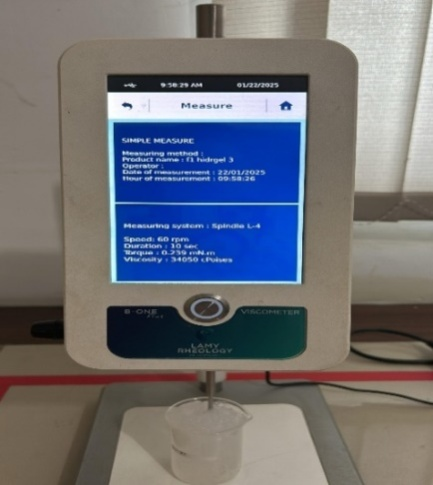 9:58:29 AM 01/22/2025
Measure
SIMPLE MEASURE
Measuring method :
Product name : f1 hidrgel 3
Operator :
Date of measurement : 22/01/2025
Hour of measurement : 09:58:26
Measuring system : Spindle L-4
Speed: 60 rpm
Duration : 10 sec
Torque : 0.239 mN.m
Viscosity : 34050 cPoises
B-ONE VISCOMETER
LAMY
RHEOLOGY